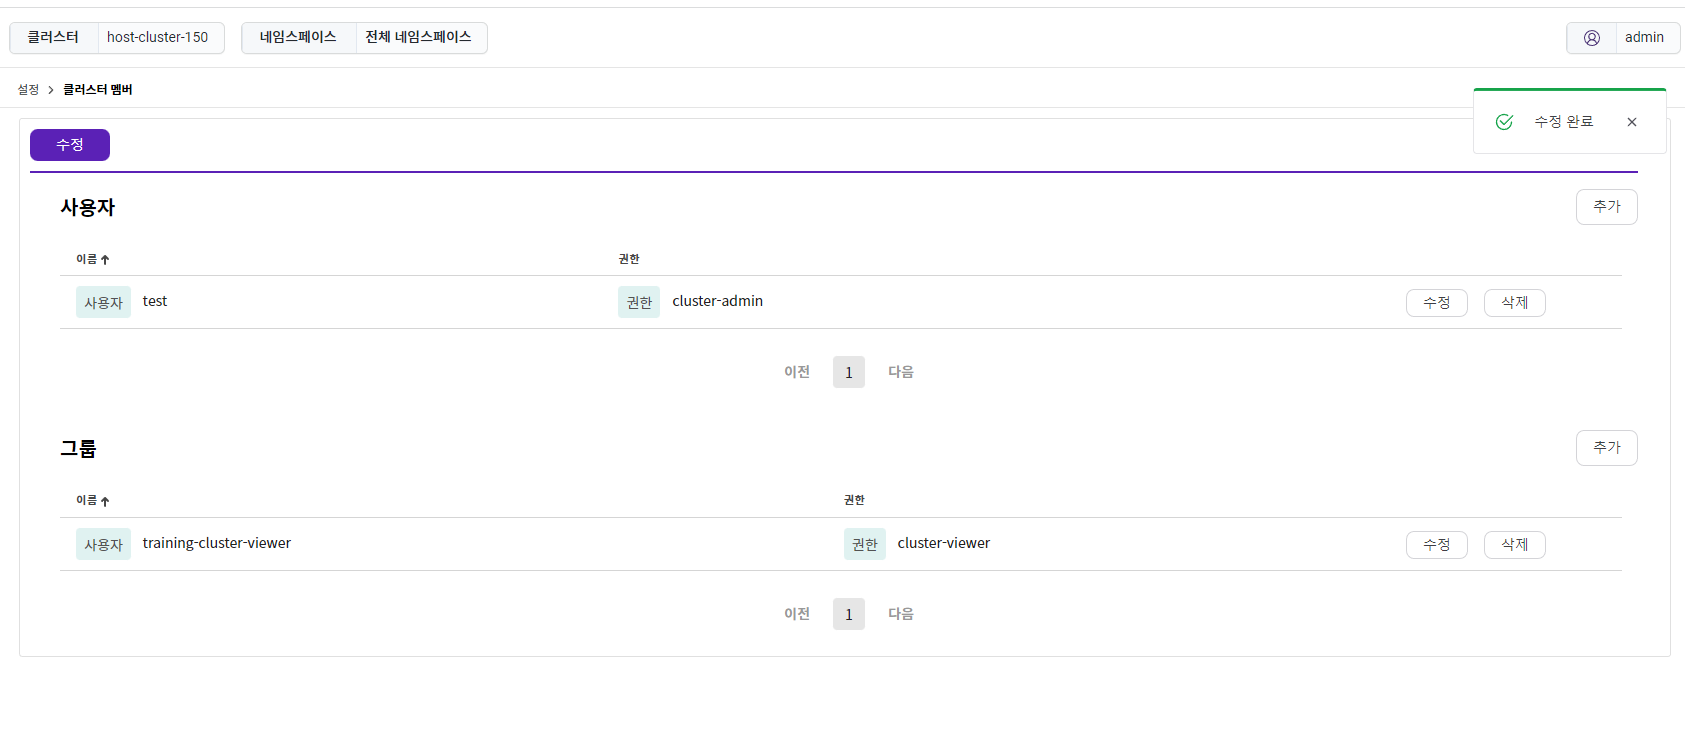 클러스터 host-cluster-150 네임스페이스 전체 네임스페이스 admin
설정 > 클러스터 멤버
수정 완료 ×
수정
사용자 추가
이름 ↑ 권한
사용자 test 권한 cluster-admin 수정 삭제
이전 1 다음
그룹 추가
이름 ↑ 권한
사용자 training-cluster-viewer 권한 cluster-viewer 수정 삭제
이전 1 다음